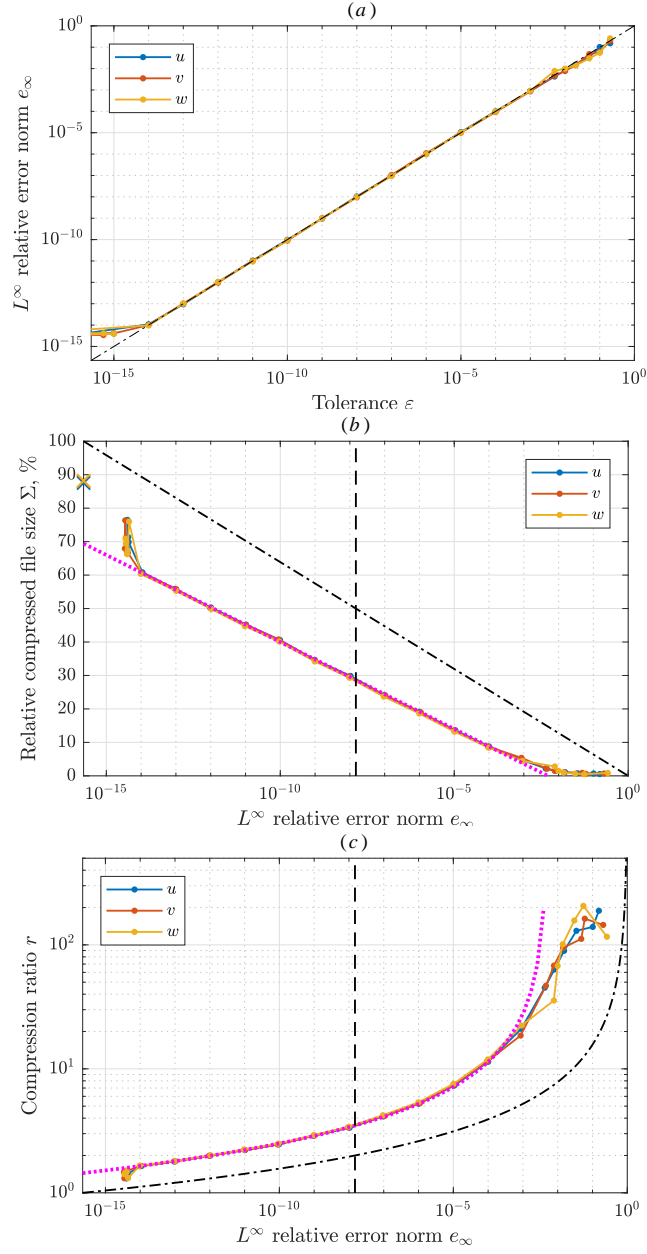 (a)
10^0
10^-5
10^-10
10^-15
L^∞ relative error norm e_∞
u
v
w
10^-15
10^-10
10^-5
10^0
Tolerance ε
(b)
100
90
80
70
60
50
40
30
20
10
0
Relative compressed file size Σ, %
u
v
w
10^-15
10^-10
10^-5
10^0
L^∞ relative error norm e_∞
(c)
10^2
10^1
10^0
Compression ratio r
u
v
w
10^-15
10^-10
10^-5
10^0
L^∞ relative error norm e_∞